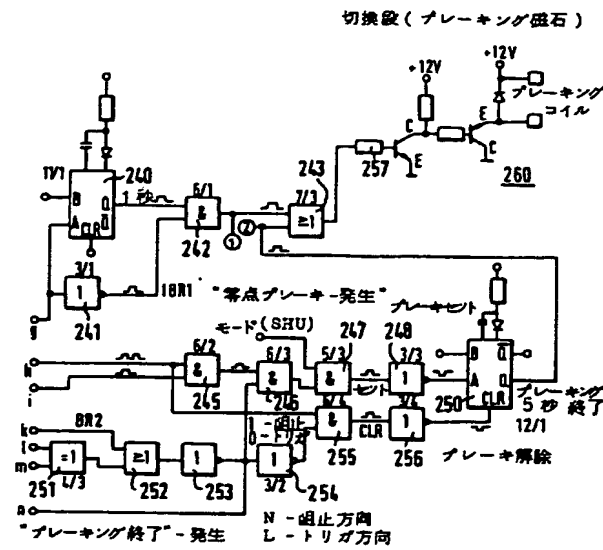 切換段(ブレーキング磁石)
+12V
+12V
ブレーキング
コイル
C
E
E
C
257
260
11/1
240
B
Q
A
Q̅
CLR
1秒
6/1
&
242
243
7/3
≥1
1
2
3/1
1
241
1BR1
g
"零点ブレーキ-発生"
モード(SHU)
ブレーキセット
h
i
6/2
&
245
6/3
&
246
5/3
&
247
248
3/3
1
セット
B
Q̅
A
Q
CLR
250
ブレーキング
5秒終了
12/1
k
l
m
8R2
=1
251
4/3
≥1
252
1
253
1-阻止
0-トリガ
1
3/2
254
6/4
&
255
CLR
3/4
1
256
ブレーキ解除
n
"ブレーキング終了"-発生
N-阻止方向
L-トリガ方向